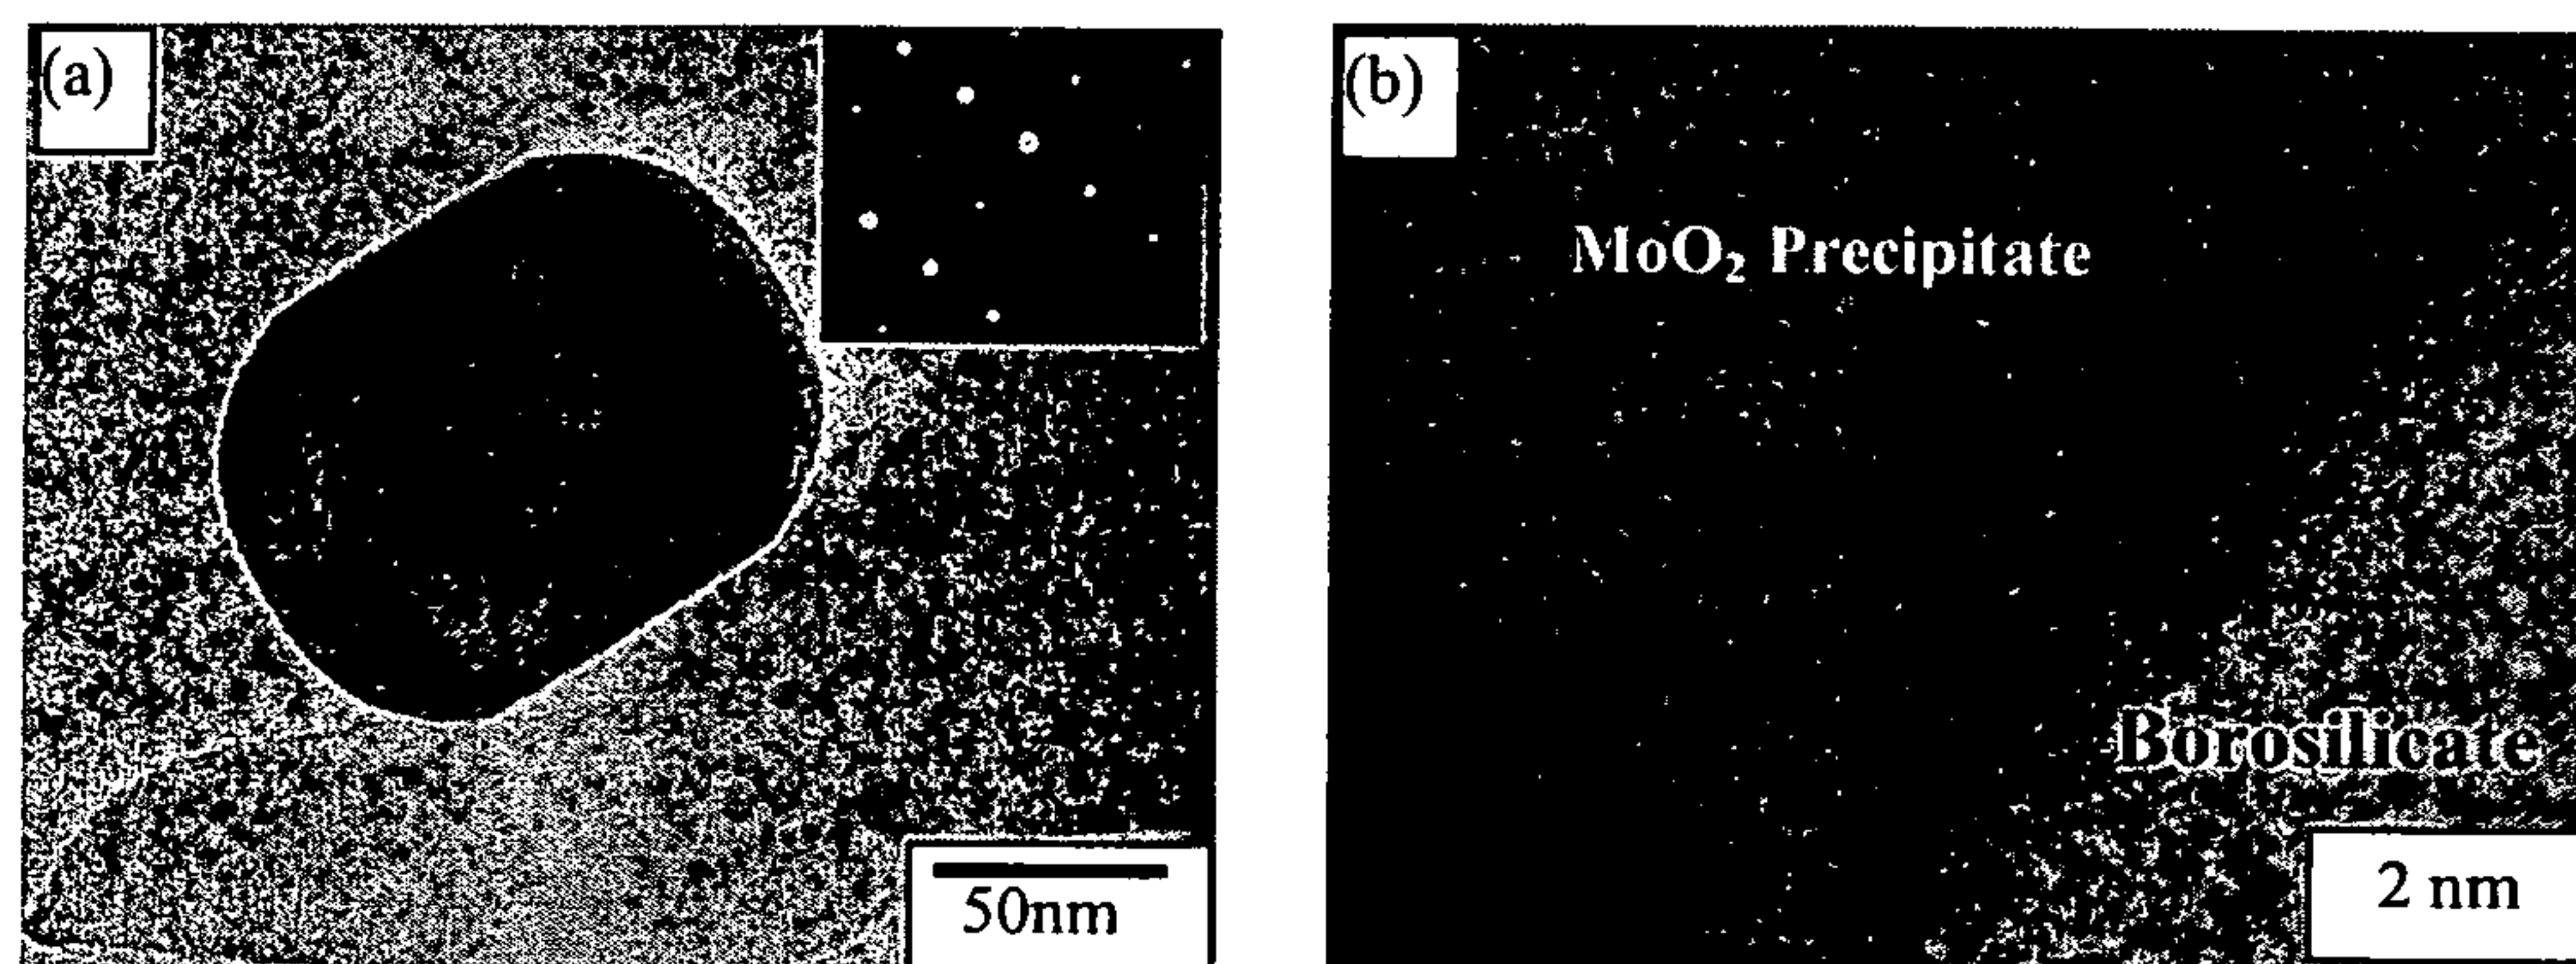 (a)
50nm
(b)
MoO₂ Precipitate
Borosilicate
2 nm